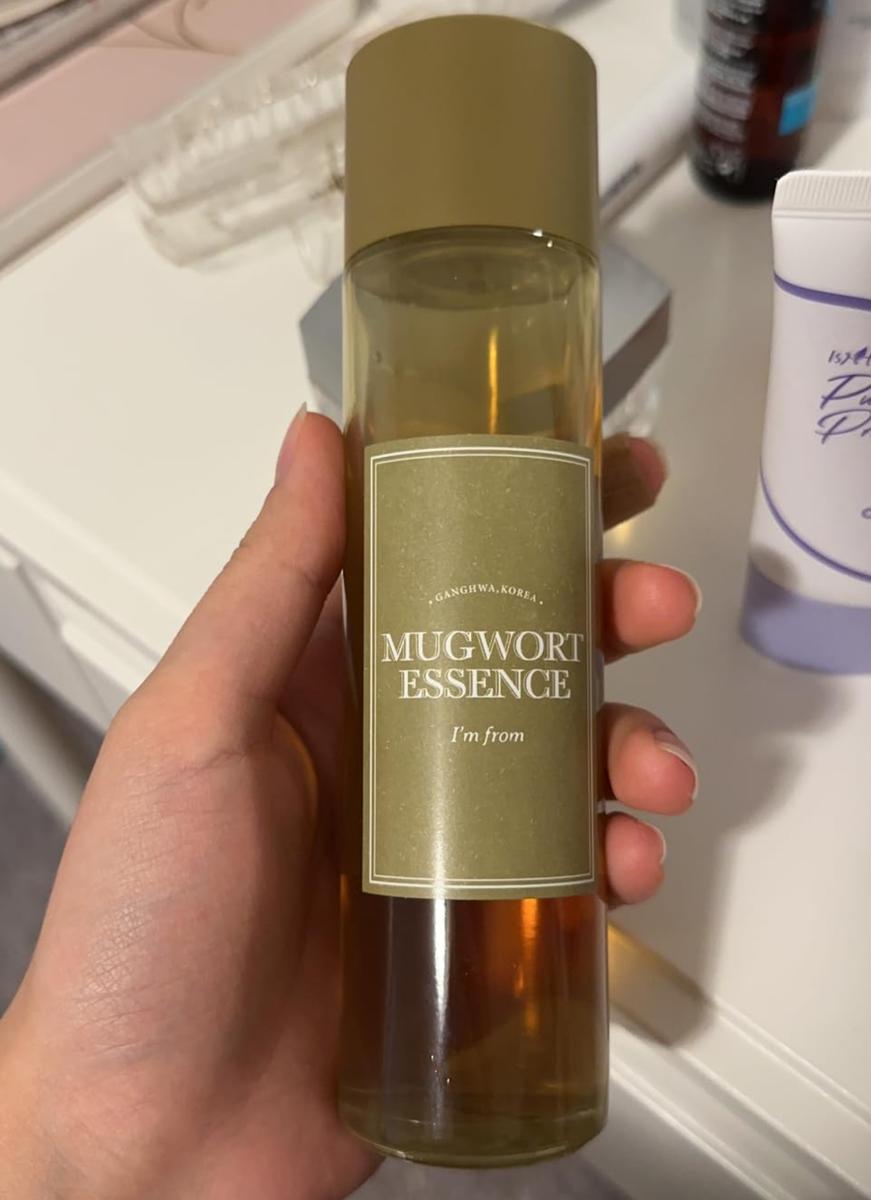 • GANGHWA, KOREA •
MUGWORT
ESSENCE
I'm from